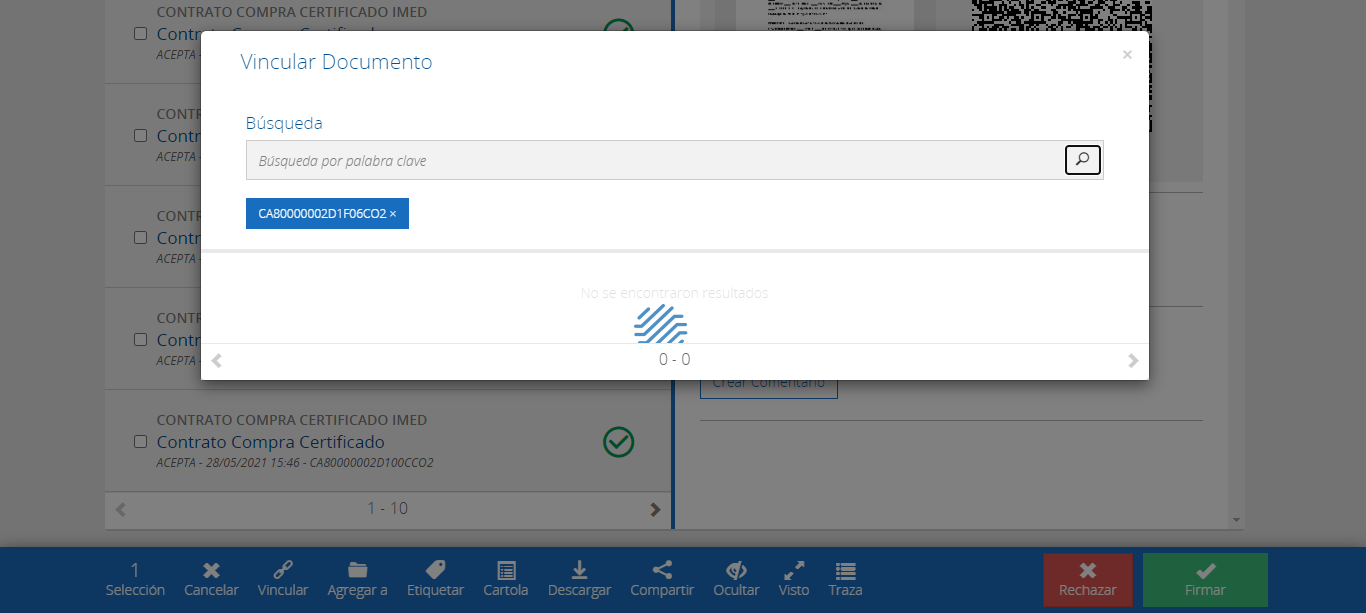 CONTRATO COMPRA CERTIFICADO IMED
Contrato Compra Certificado
ACEPTA -
CONTR
Contr
ACEPTA -
CONTR
Contr
ACEPTA -
CONTR
Contr
ACEPTA -
CONTRATO COMPRA CERTIFICADO IMED
Contrato Compra Certificado
ACEPTA - 28/05/2021 15:46 - CA80000002D100CCO2
1 - 10
Vincular Documento
×
Búsqueda
Búsqueda por palabra clave
CA80000002D1F06CO2 ×
No se encontraron resultados
0 - 0
Crear Comentario
1
Selección
Cancelar
Vincular
Agregar a
Etiquetar
Cartola
Descargar
Compartir
Ocultar
Visto
Traza
Rechazar
Firmar